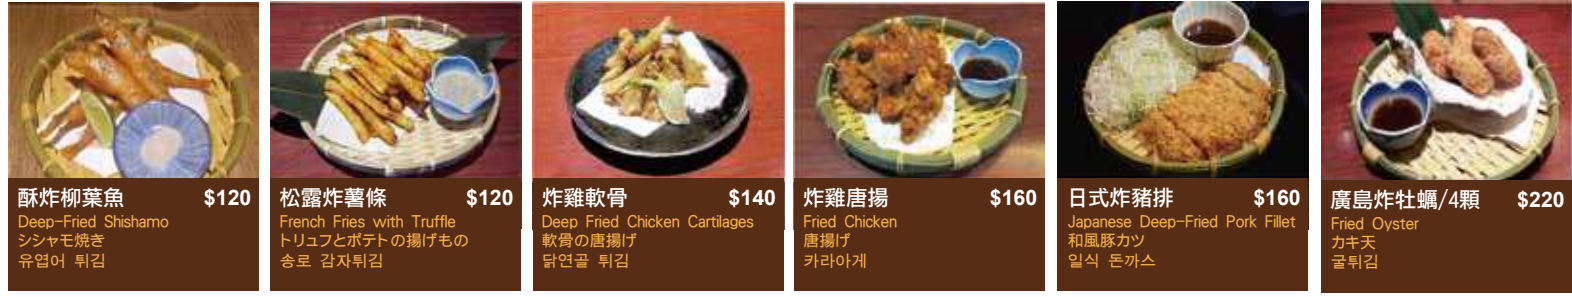 酥炸柳葉魚 $120
Deep-Fried Shishamo
シシャモ焼き
유엽어 튀김
松露炸薯條 $120
French Fries with Truffle
トリュフとポテトの揚げもの
송로 감자튀김
炸雞軟骨 $140
Deep Fried Chicken Cartilages
軟骨の唐揚げ
닭연골 튀김
炸雞唐揚 $160
Fried Chicken
唐揚げ
카라아게
日式炸豬排 $160
Japanese Deep-Fried Pork Fillet
和風豚カツ
일식 돈까스
廣島炸牡蠣/4顆 $220
Fried Oyster
カキ天
굴튀김